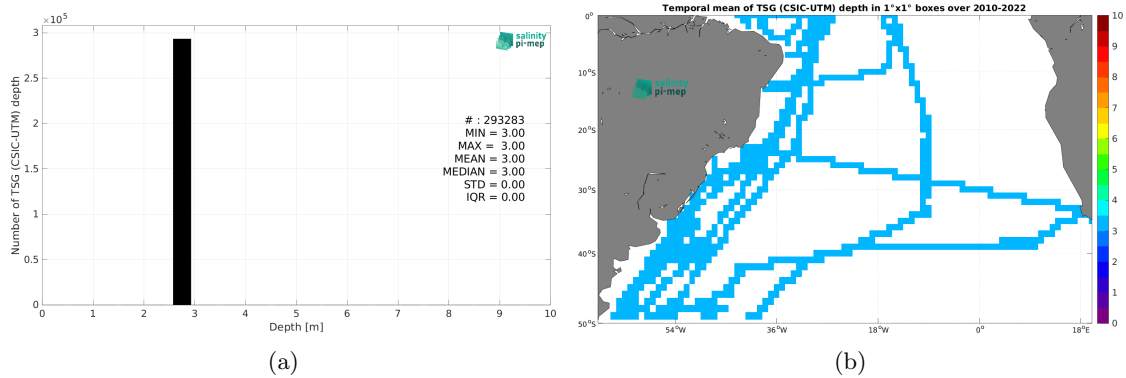 ×10⁵
3
2.5
2
1.5
1
0.5
0
Number of TSG (CSIC-UTM) depth
salinity
pi-mep
# : 293283
MIN = 3.00
MAX = 3.00
MEAN = 3.00
MEDIAN = 3.00
STD = 0.00
IQR = 0.00
0 1 2 3 4 5 6 7 8 9 10
Depth [m]
(a)
Temporal mean of TSG (CSIC-UTM) depth in 1°x1° boxes over 2010-2022
0°
10°S
20°S
30°S
40°S
50°S
salinity
pi-mep
54°W 36°W 18°W 0° 18°E
10
9
8
7
6
5
4
3
2
1
0
(b)